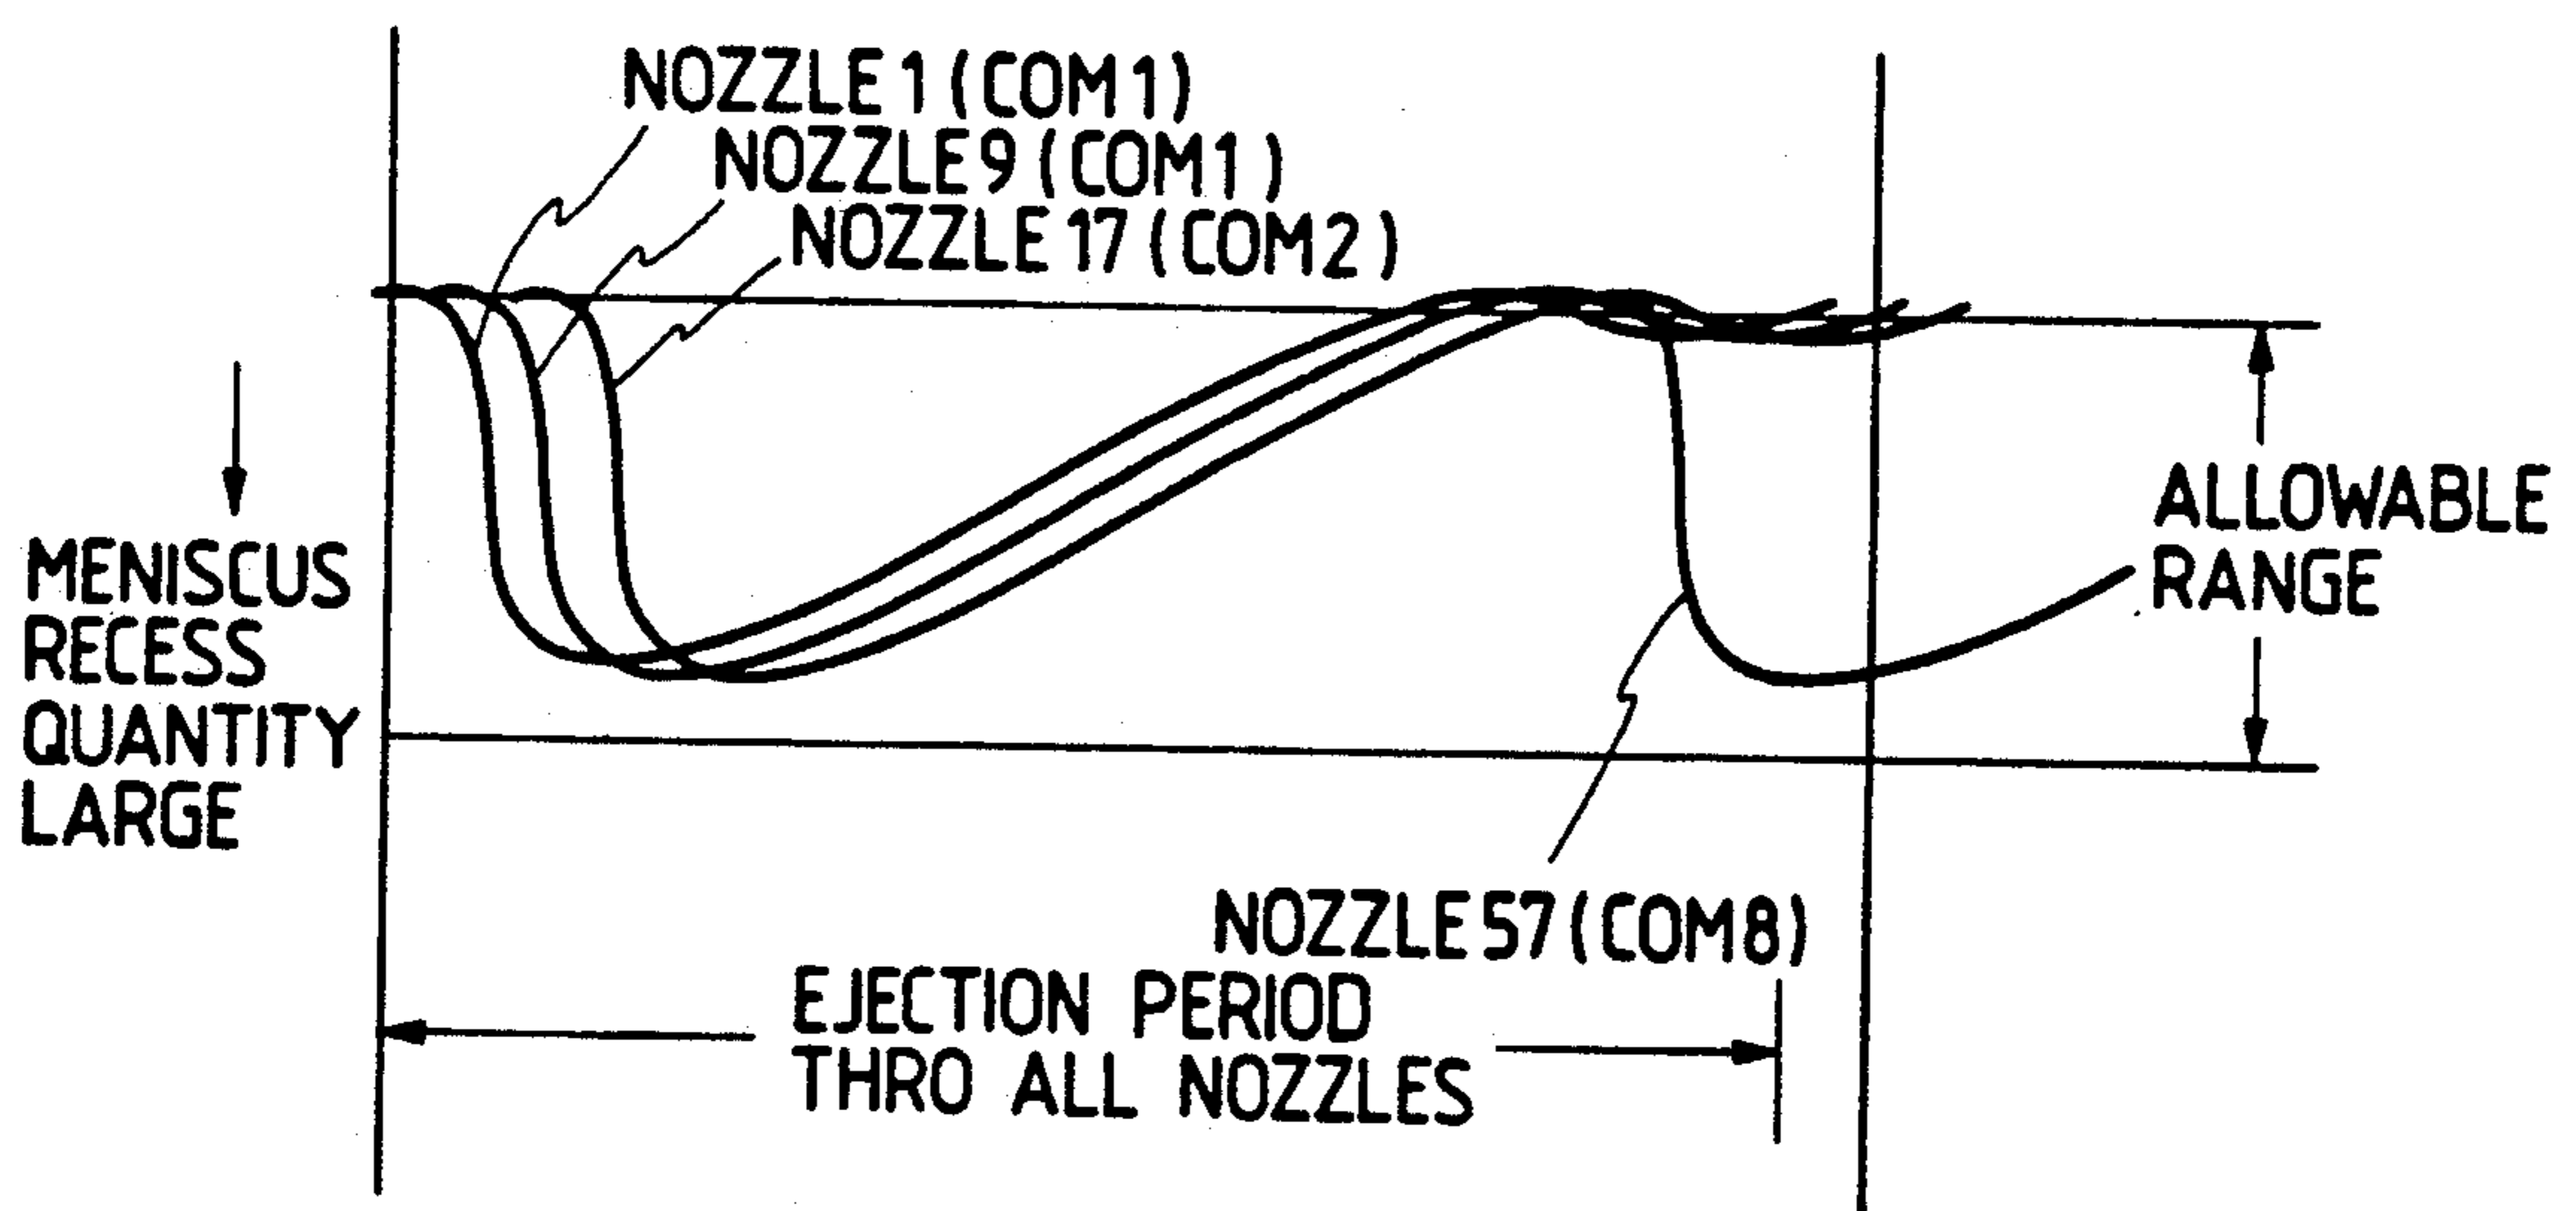 NOZZLE 1 (COM 1)
NOZZLE 9 (COM 1)
NOZZLE 17 (COM 2)
MENISCUS
RECESS
QUANTITY
LARGE
ALLOWABLE
RANGE
NOZZLE 57 (COM 8)
EJECTION PERIOD
THRO ALL NOZZLES